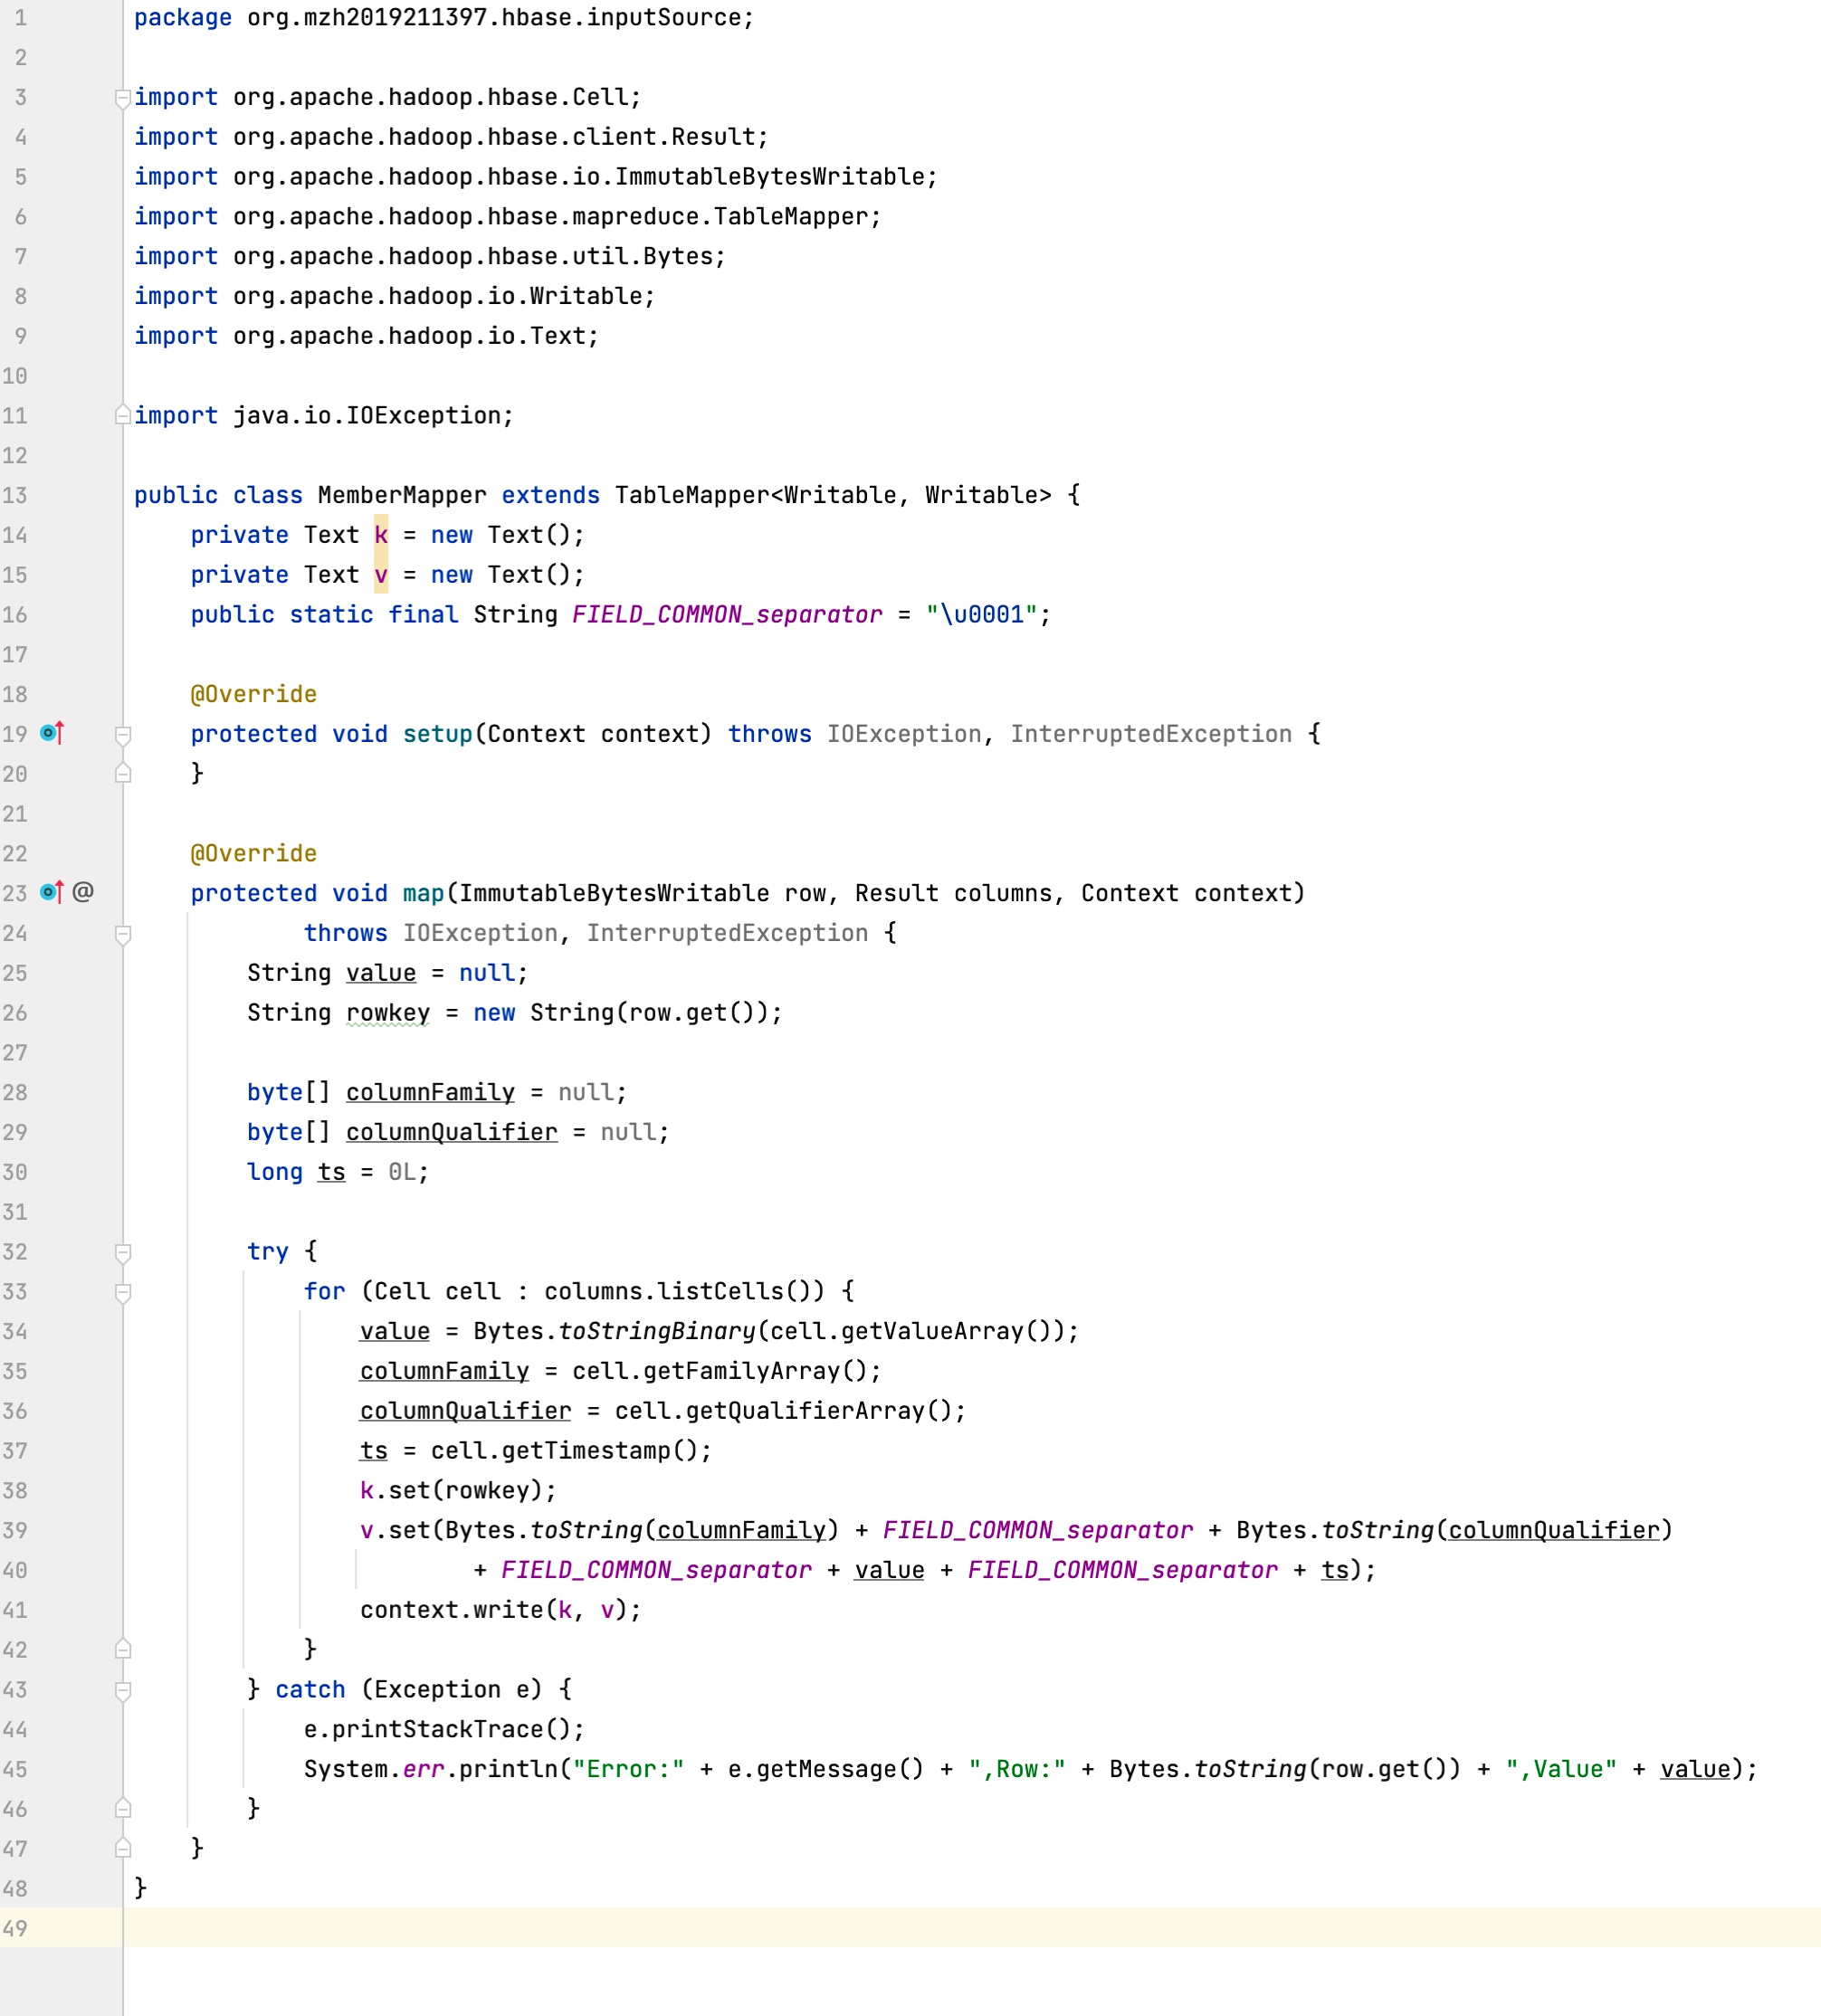 1 package org.mzh2019211397.hbase.inputSource;
2
3 import org.apache.hadoop.hbase.Cell;
4 import org.apache.hadoop.hbase.client.Result;
5 import org.apache.hadoop.hbase.io.ImmutableBytesWritable;
6 import org.apache.hadoop.hbase.mapreduce.TableMapper;
7 import org.apache.hadoop.hbase.util.Bytes;
8 import org.apache.hadoop.io.Writable;
9 import org.apache.hadoop.io.Text;
10
11 import java.io.IOException;
12
13 public class MemberMapper extends TableMapper<Writable, Writable> {
14     private Text k = new Text();
15     private Text v = new Text();
16     public static final String FIELD_COMMON_separator = "\u0001";
17
18     @Override
19     protected void setup(Context context) throws IOException, InterruptedException {
20     }
21
22     @Override
23 @     protected void map(ImmutableBytesWritable row, Result columns, Context context)
24             throws IOException, InterruptedException {
25         String value = null;
26         String rowkey = new String(row.get());
27
28         byte[] columnFamily = null;
29         byte[] columnQualifier = null;
30         long ts = 0L;
31
32         try {
33             for (Cell cell : columns.listCells()) {
34                 value = Bytes.toStringBinary(cell.getValueArray());
35                 columnFamily = cell.getFamilyArray();
36                 columnQualifier = cell.getQualifierArray();
37                 ts = cell.getTimestamp();
38                 k.set(rowkey);
39                 v.set(Bytes.toString(columnFamily) + FIELD_COMMON_separator + Bytes.toString(columnQualifier)
40                         + FIELD_COMMON_separator + value + FIELD_COMMON_separator + ts);
41                 context.write(k, v);
42             }
43         } catch (Exception e) {
44             e.printStackTrace();
45             System.err.println("Error:" + e.getMessage() + ",Row:" + Bytes.toString(row.get()) + ",Value" + value);
46         }
47     }
48 }
49